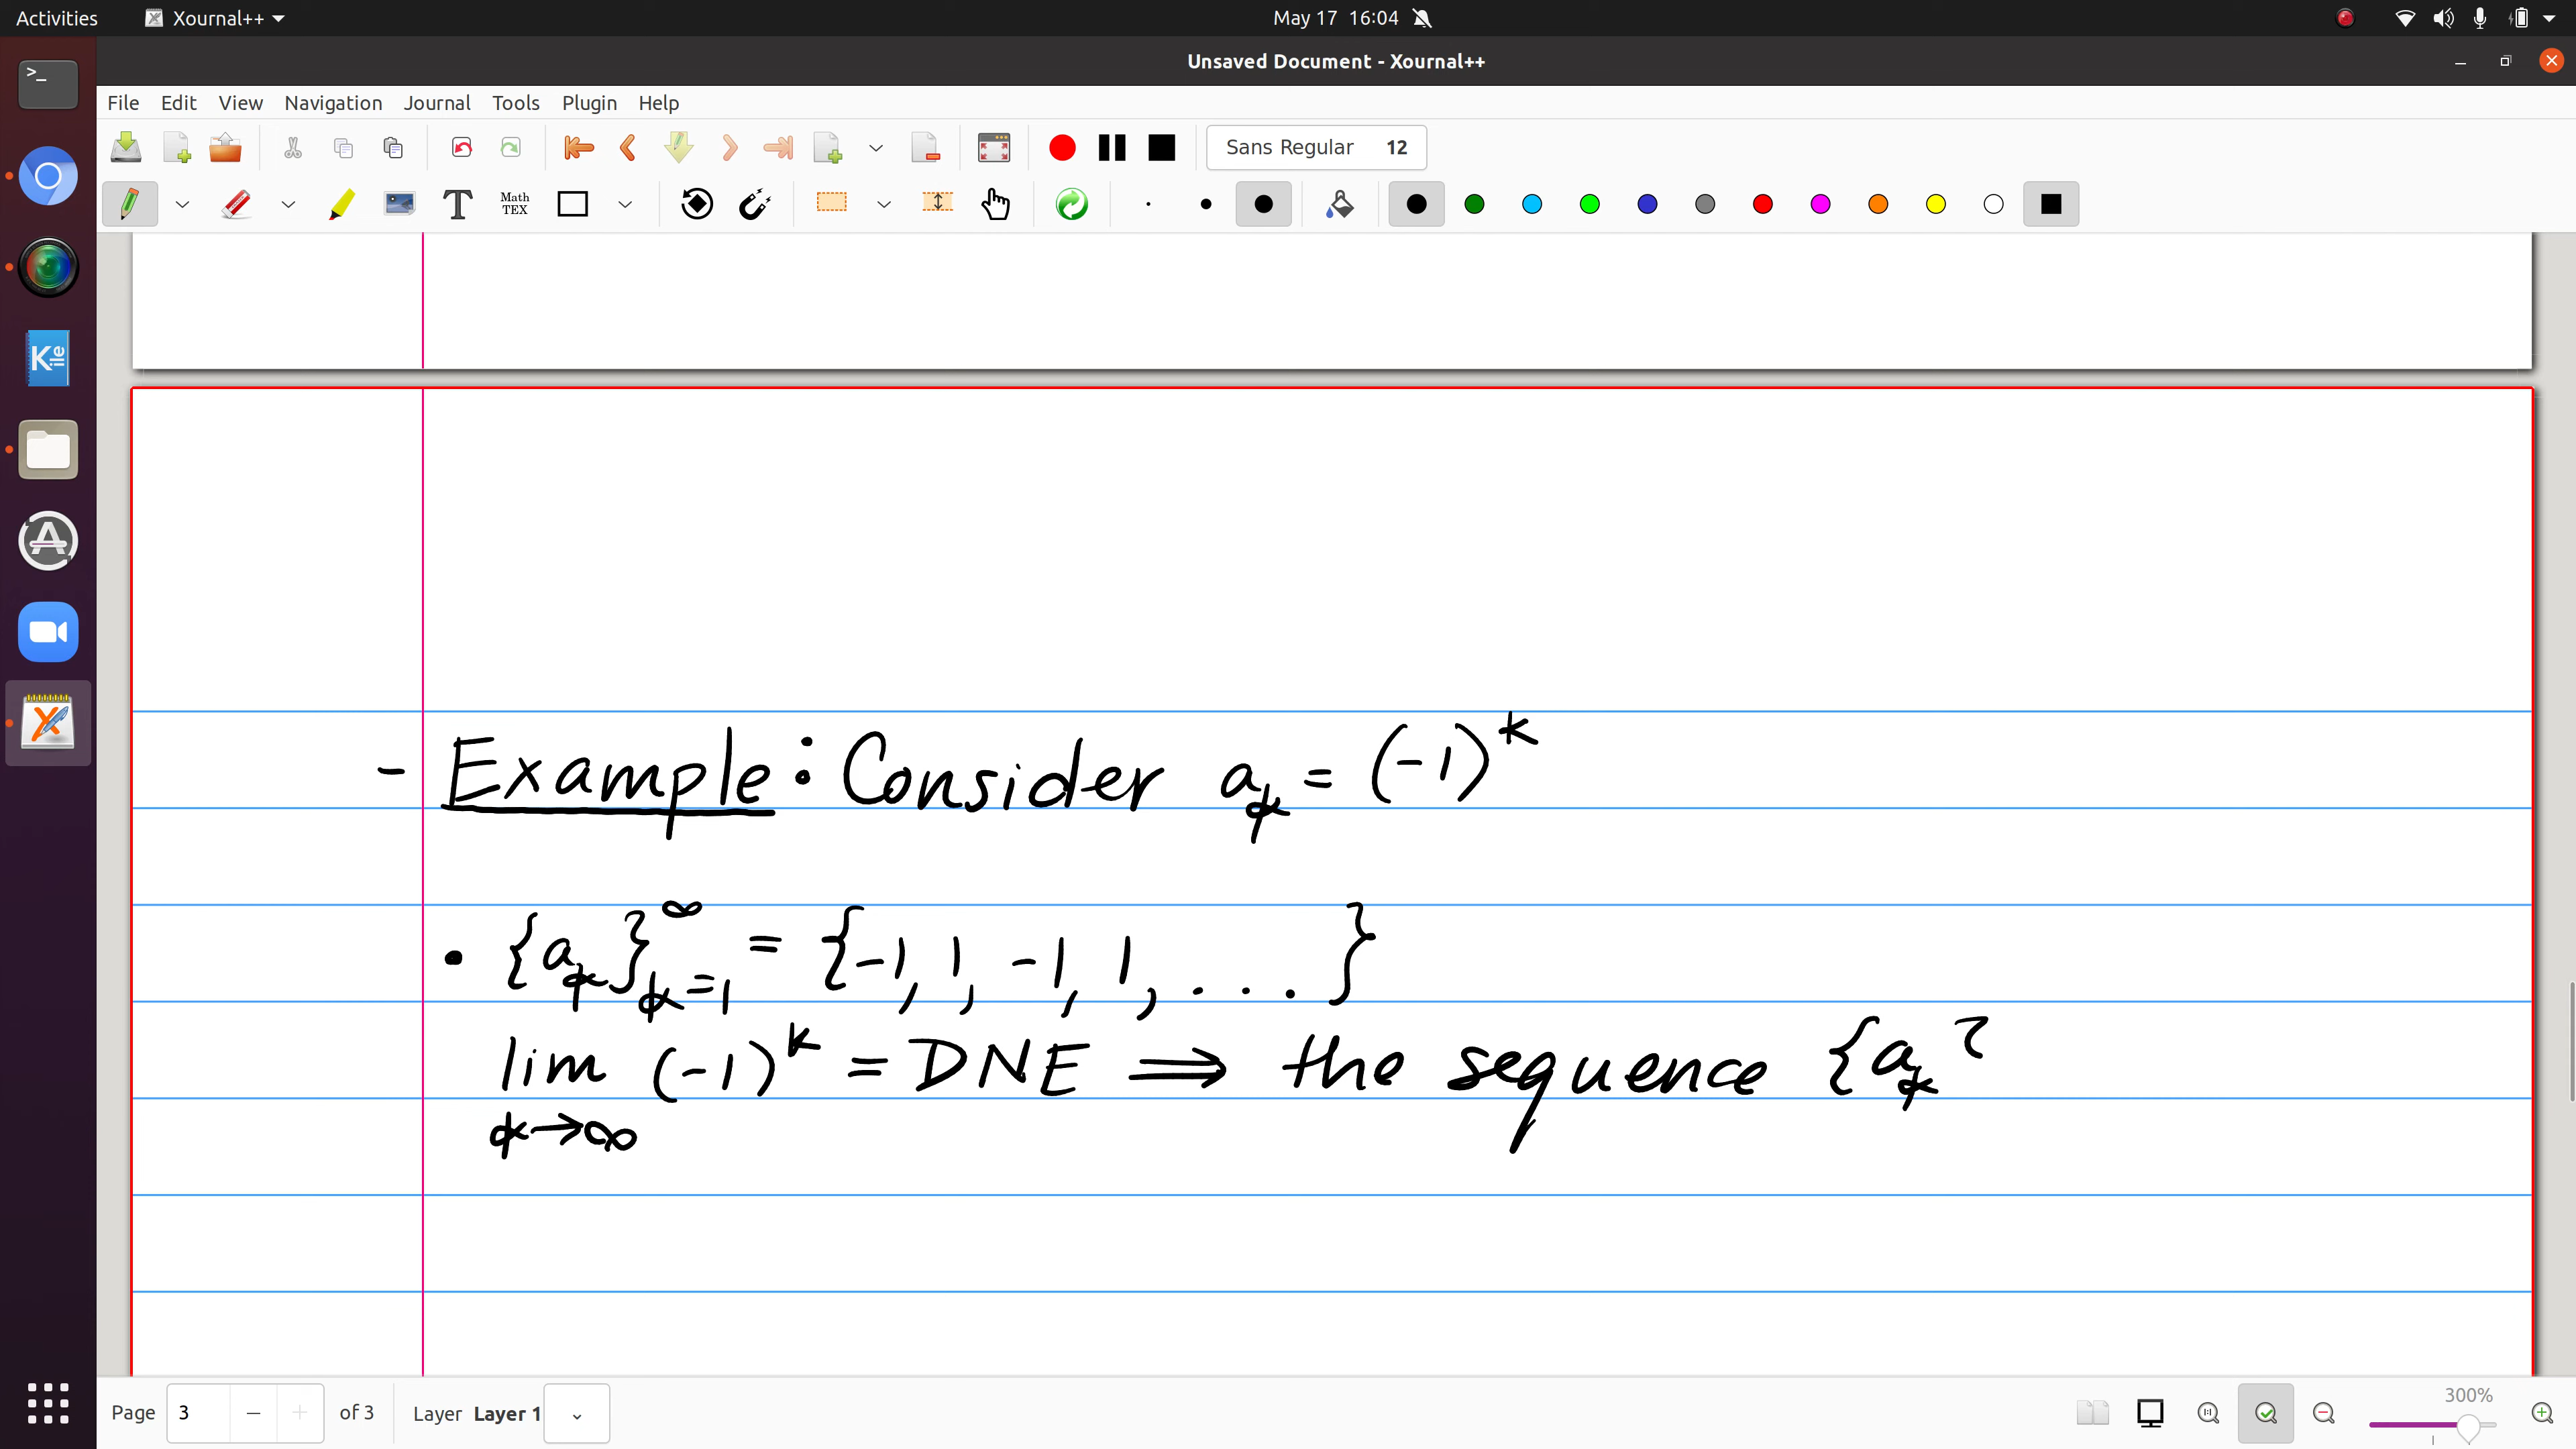 Activities Xournal++ May 17 16:04
Unsaved Document - Xournal++
File Edit View Navigation Journal Tools Plugin Help
Sans Regular 12
T Math TEX
- Example: Consider a_k = (-1)^k
• {a_k}_{k=1}^∞ = {-1, 1, -1, 1, . . . }
lim (-1)^k = DNE ⟹ the sequence {a_k
k→∞
Page 3 of 3 Layer Layer 1 300%